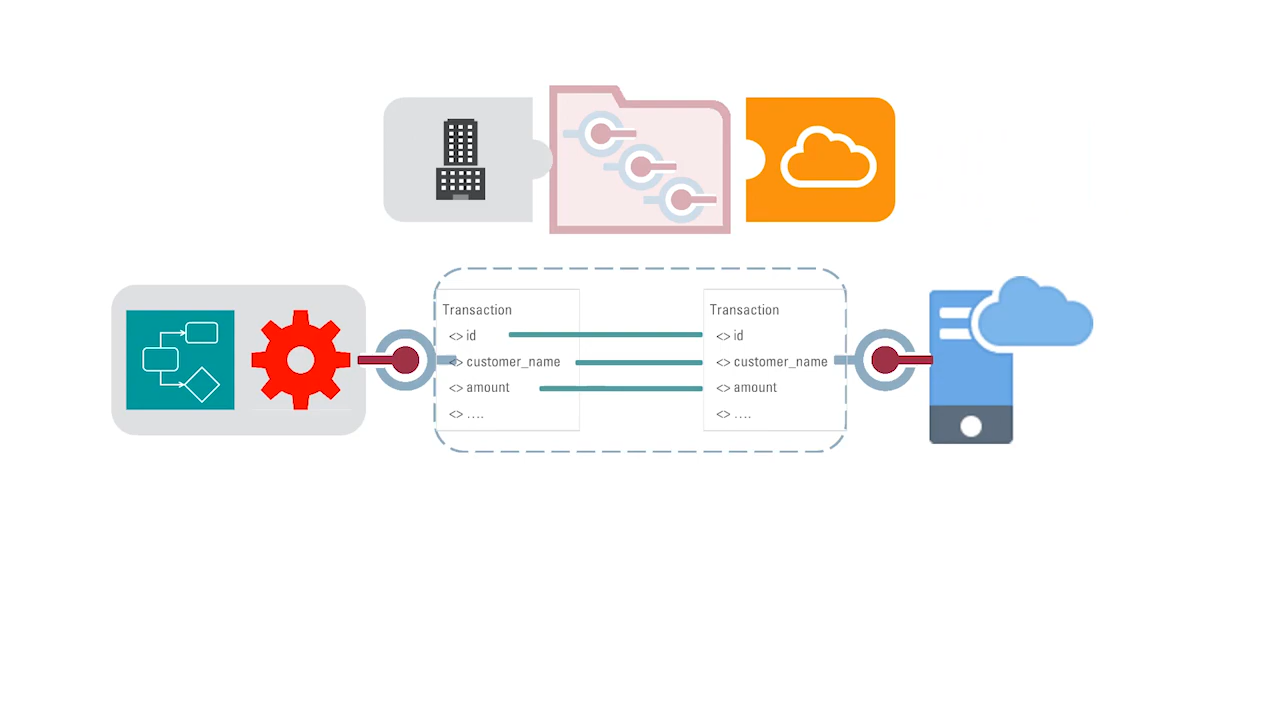 Transaction
<> id
<> customer_name
<> amount
<> ....
Transaction
<> id
<> customer_name
<> amount
<> ....